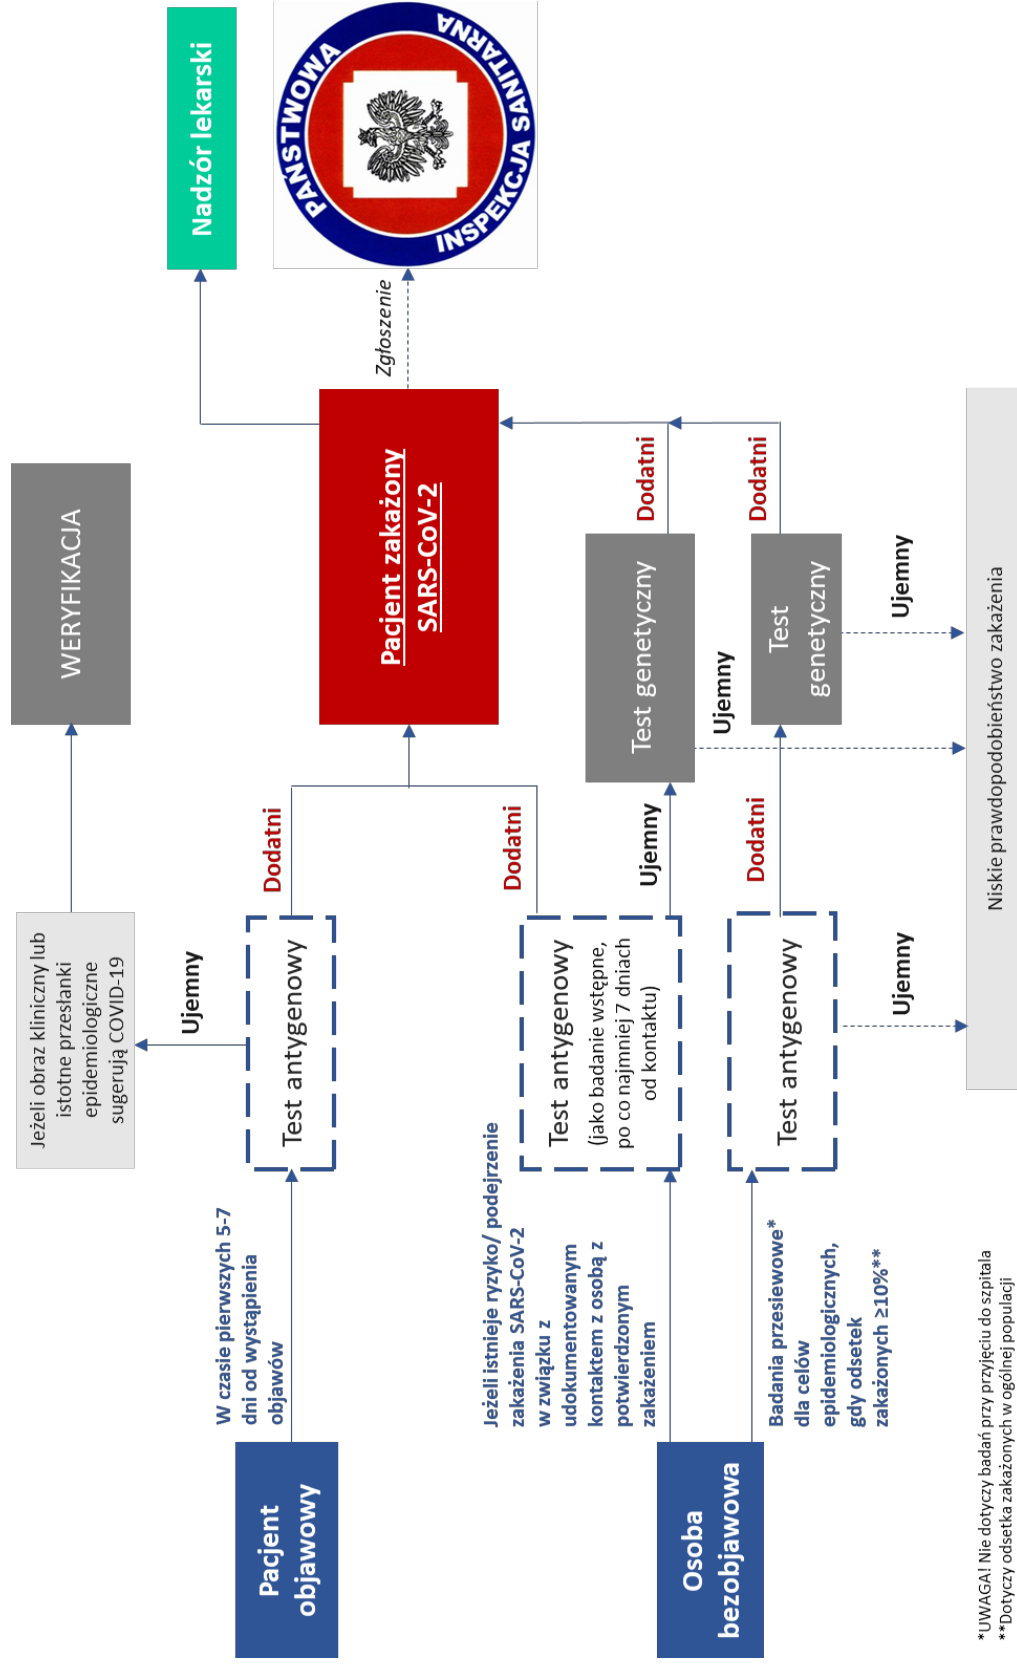 Pacjent
objawowy
W czasie pierwszych 5-7
dni od wystąpienia
objawów
Test antygenowy
Ujemny
Jeżeli obraz kliniczny lub
istotne przesłanki
epidemiologiczne
sugerują COVID-19
WERYFIKACJA
Dodatni
Pacjent zakażony
SARS-CoV-2
Nadzór lekarski
Zgłoszenie
PAŃSTWOWA
INSPEKCJA SANITARNA
Osoba
bezobjawowa
Jeżeli istnieje ryzyko/ podejrzenie
zakażenia SARS-CoV-2
w związku z
udokumentowanym
kontaktem z osobą z
potwierdzonym
zakażeniem
Test antygenowy
(jako badanie wstępne,
po co najmniej 7 dniach
od kontaktu)
Dodatni
Ujemny
Test genetyczny
Dodatni
Ujemny
Badania przesiewowe*
dla celów
epidemiologicznych,
gdy odsetek
zakażonych ≥10%**
Test antygenowy
Dodatni
Test
genetyczny
Dodatni
Ujemny
Ujemny
Niskie prawdopodobieństwo zakażenia
*UWAGA! Nie dotyczy badań przy przyjęciu do szpitala
**Dotyczy odsetka zakażonych w ogólnej populacji